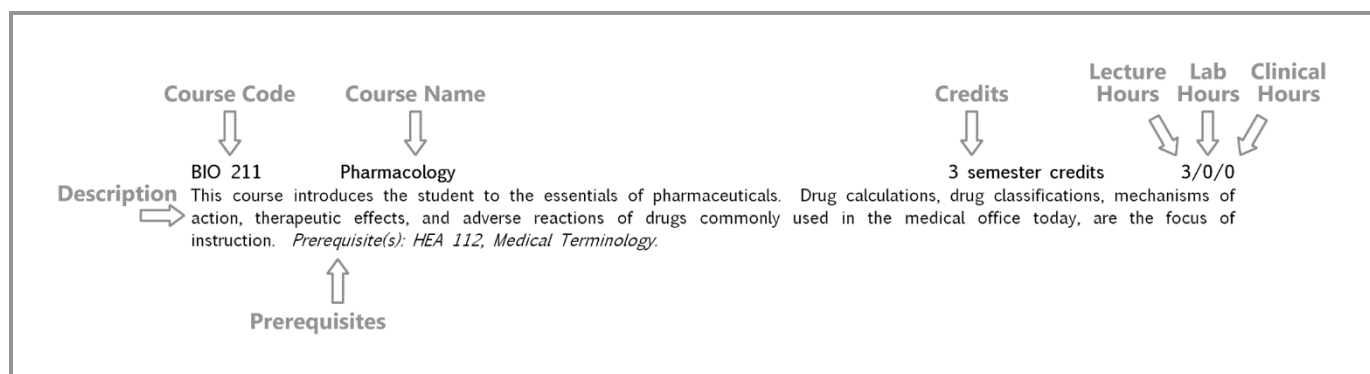 Lecture Lab Clinical
Course Code Course Name Credits Hours Hours Hours
BIO 211 Pharmacology 3 semester credits 3/0/0
Description This course introduces the student to the essentials of pharmaceuticals. Drug calculations, drug classifications, mechanisms of
action, therapeutic effects, and adverse reactions of drugs commonly used in the medical office today, are the focus of
instruction. Prerequisite(s): HEA 112, Medical Terminology.
Prerequisites